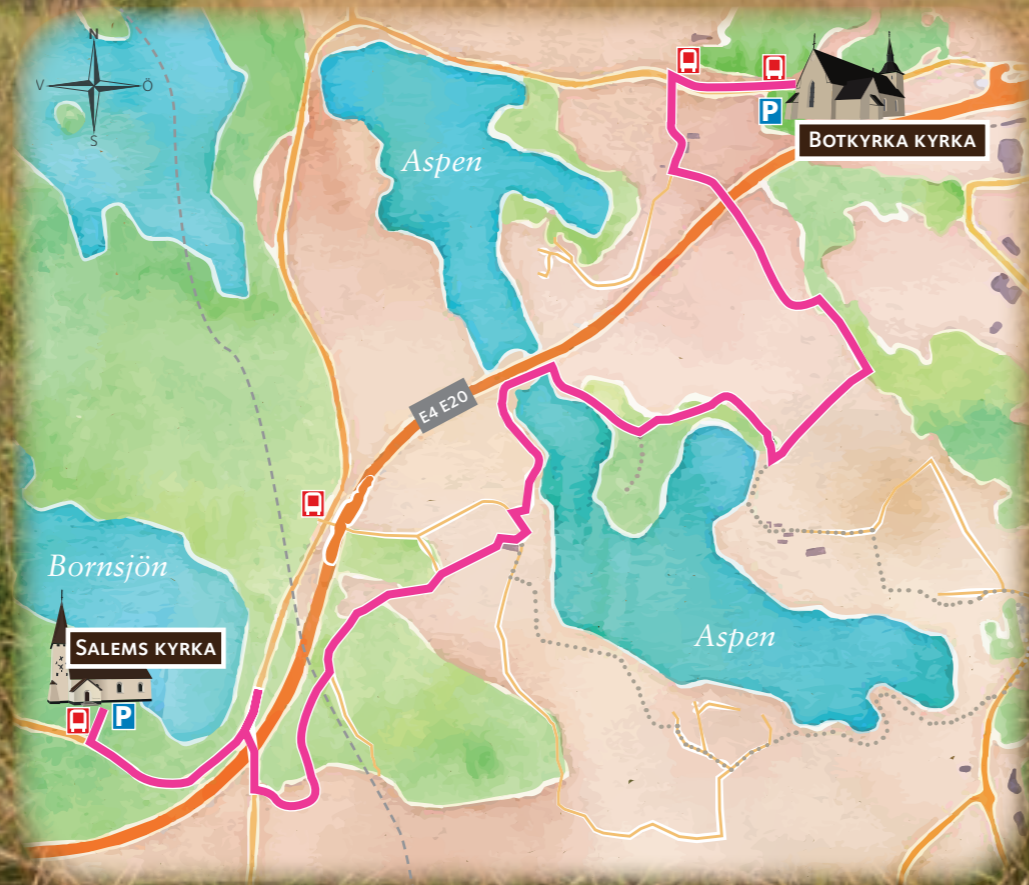 N
V
Ö
S
P
BOTKYRKA KYRKA
Aspen
E4 E20
Bornsjön
SALEMS KYRKA
P
Aspen